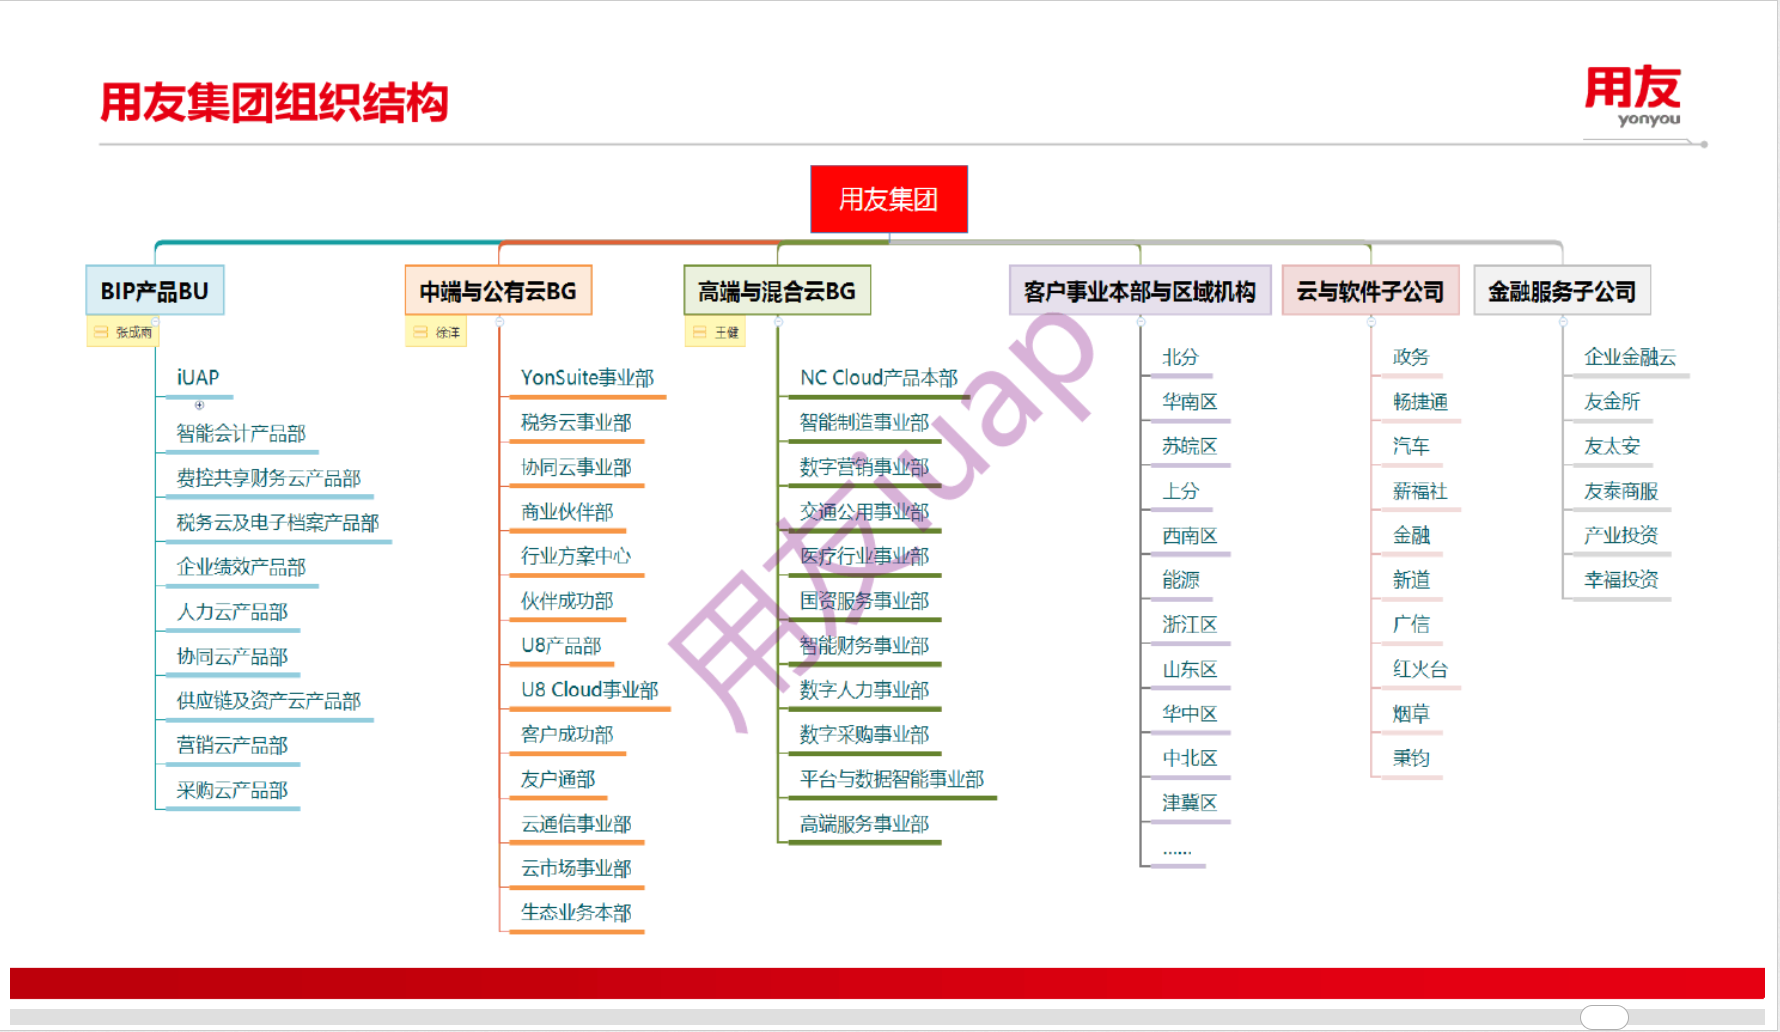 用友集团组织结构
用友
yonyou
用友集团
BIP产品BU
张成雨
iUAP
智能会计产品部
费控共享财务云产品部
税务云及电子档案产品部
企业绩效产品部
人力云产品部
协同云产品部
供应链及资产云产品部
营销云产品部
采购云产品部
中端与公有云BG
徐洋
YonSuite事业部
税务云事业部
协同云事业部
商业伙伴部
行业方案中心
伙伴成功部
U8产品部
U8 Cloud事业部
客户成功部
友户通部
云通信事业部
云市场事业部
生态业务本部
高端与混合云BG
王健
NC Cloud产品本部
智能制造事业部
数字营销事业部
交通公用事业部
医疗行业事业部
国资服务事业部
智能财务事业部
数字人力事业部
数字采购事业部
平台与数据智能事业部
高端服务事业部
客户事业本部与区域机构
北分
华南区
苏皖区
上分
西南区
能源
浙江区
山东区
华中区
中北区
津冀区
......
云与软件子公司
政务
畅捷通
汽车
薪福社
金融
新道
广信
红火台
烟草
秉钧
金融服务子公司
企业金融云
友金所
友太安
友泰商服
产业投资
幸福投资
用友iuap